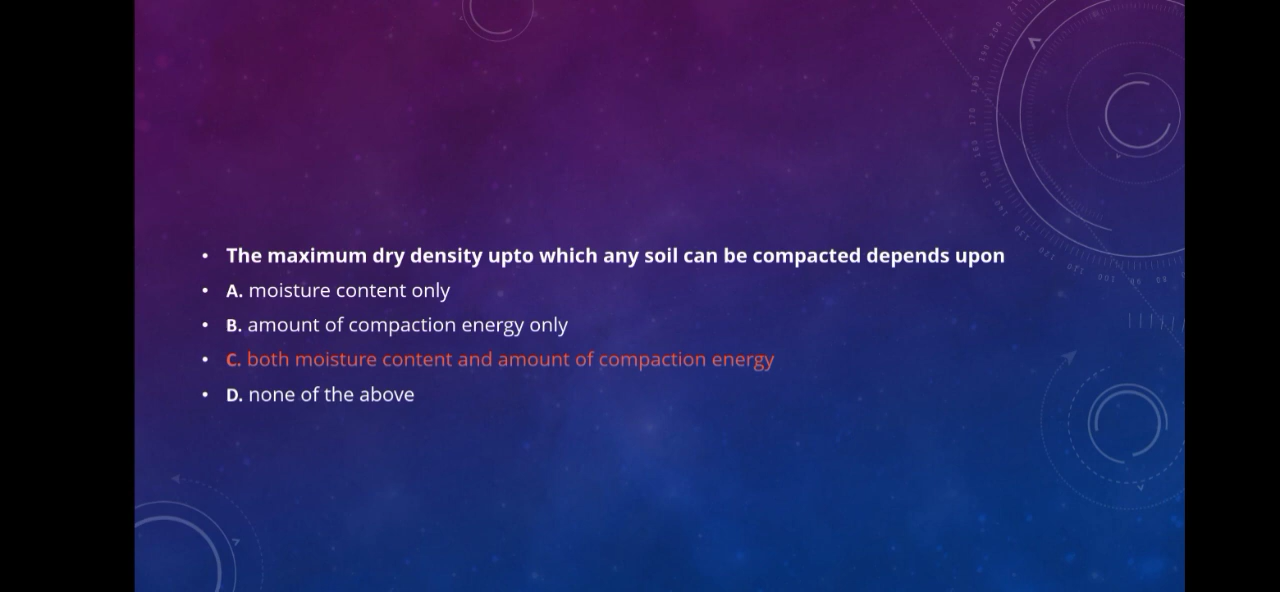 • The maximum dry density upto which any soil can be compacted depends upon
• A. moisture content only
• B. amount of compaction energy only
• C. both moisture content and amount of compaction energy
• D. none of the above